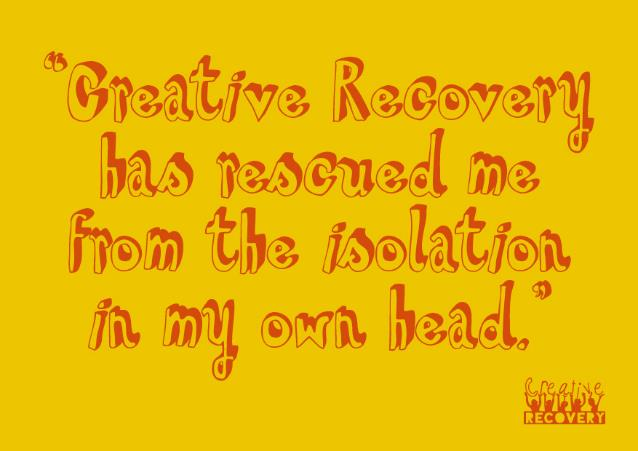 “Creative Recovery
has rescued me
from the isolation
in my own head.”
Creative
RECOVERY